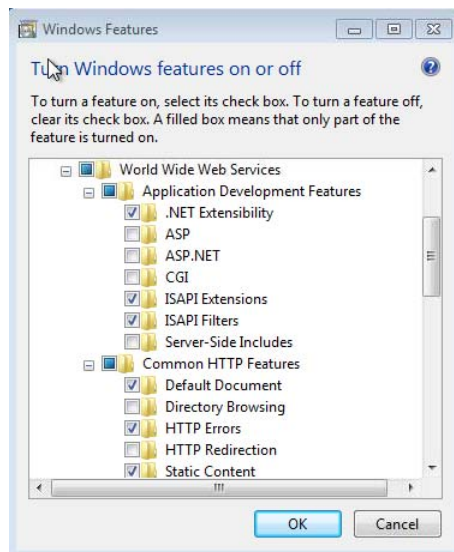 Windows Features
Turn Windows features on or off
To turn a feature on, select its check box. To turn a feature off,
clear its check box. A filled box means that only part of the
feature is turned on.
World Wide Web Services
Application Development Features
.NET Extensibility
ASP
ASP.NET
CGI
ISAPI Extensions
ISAPI Filters
Server-Side Includes
Common HTTP Features
Default Document
Directory Browsing
HTTP Errors
HTTP Redirection
Static Content
OK Cancel